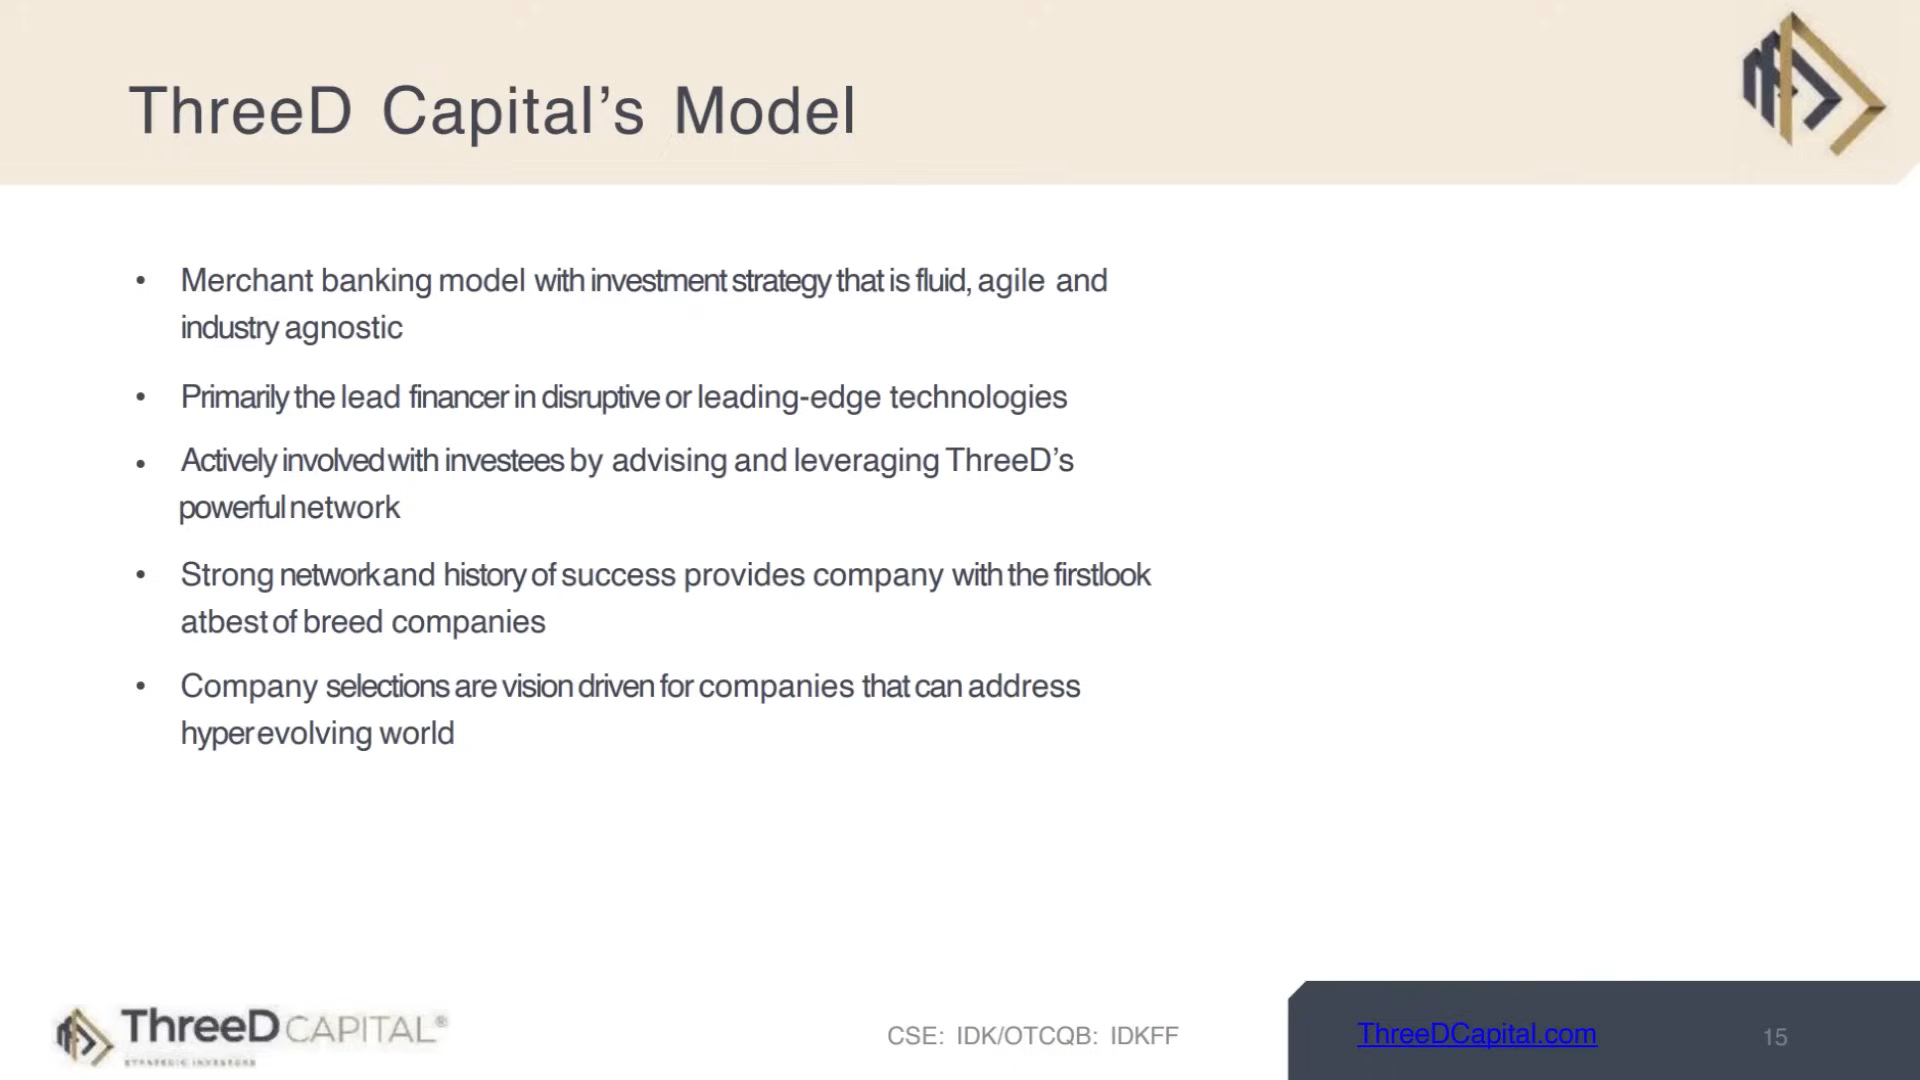 ThreeD Capital’s Model
• Merchant banking model with investment strategy that is fluid, agile and
industry agnostic
• Primarily the lead financer in disruptive or leading-edge technologies
• Actively involved with investees by advising and leveraging ThreeD’s
powerful network
• Strong network and history of success provides company with the first look
at best of breed companies
• Company selections are vision driven for companies that can address
hyper evolving world
ThreeD CAPITAL®
STRATEGIC INVESTORS
CSE: IDK/OTCQB: IDKFF
ThreeDCapital.com
15